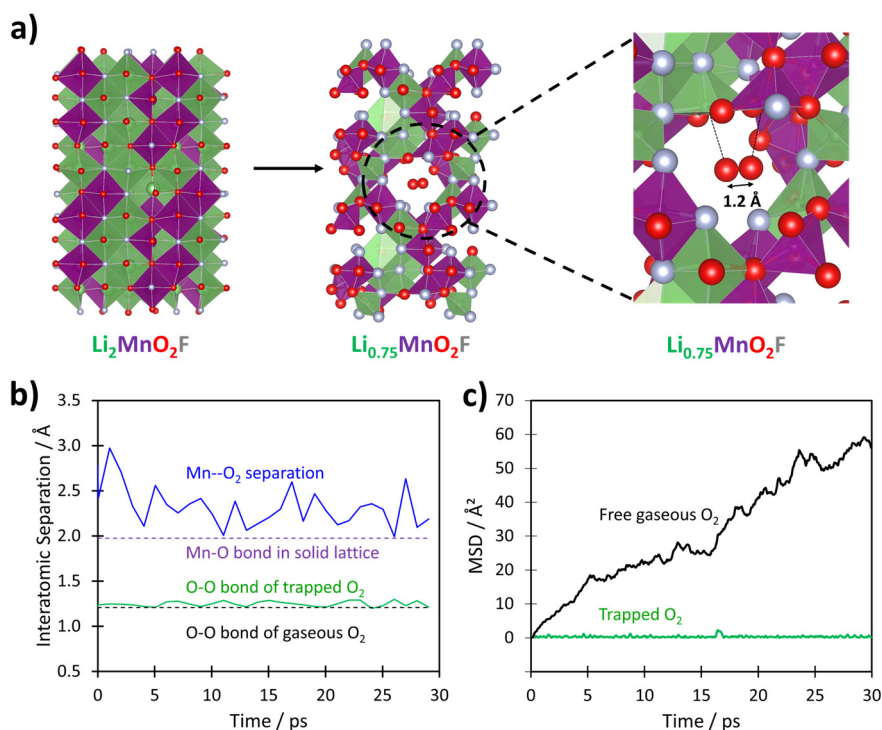 a)
1.2 Å
Li₂MnO₂F
Li₀.₇₅MnO₂F
Li₀.₇₅MnO₂F
b)
Interatomic Separation / Å
3.5
3.0
2.5
2.0
1.5
1.0
0.5
Mn--O₂ separation
Mn-O bond in solid lattice
O-O bond of trapped O₂
O-O bond of gaseous O₂
0 5 10 15 20 25 30
Time / ps
c)
MSD / Å²
70
60
50
40
30
20
10
0
Free gaseous O₂
Trapped O₂
0 5 10 15 20 25 30
Time / ps